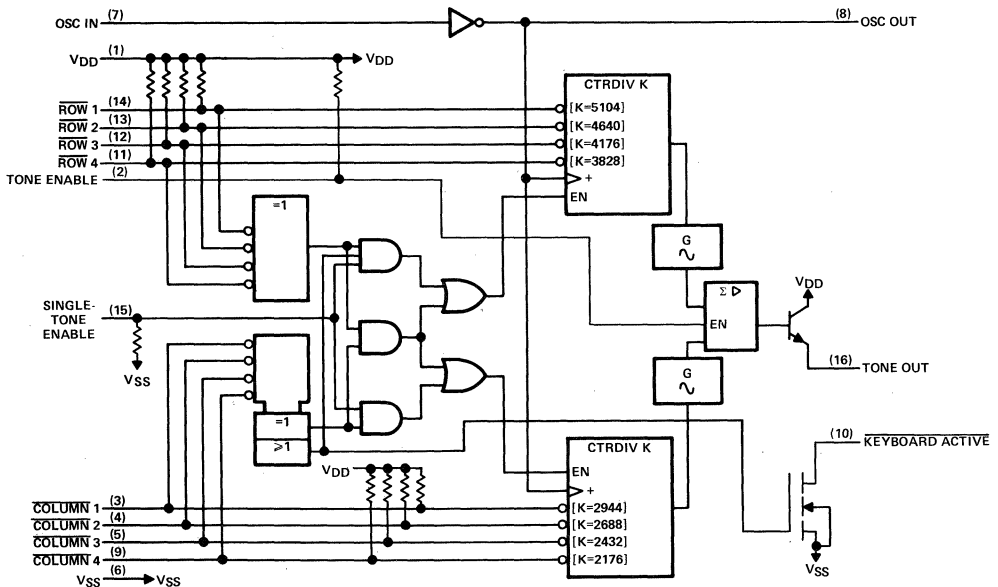 OSC IN (7)
(8) OSC OUT
VDD (1)
VDD
CTRDIV K
ROW 1 (14)
[K=5104]
ROW 2 (13)
[K=4640]
ROW 3 (12)
[K=4176]
ROW 4 (11)
[K=3828]
TONE ENABLE (2)
+
EN
=1
G
Σ
VDD
SINGLE-
TONE
ENABLE
(15)
EN
VSS
(16) TONE OUT
G
=1
≥1
CTRDIV K
(10) KEYBOARD ACTIVE
VDD
EN
+
COLUMN 1 (3)
[K=2944]
COLUMN 2 (4)
[K=2688]
COLUMN 3 (5)
[K=2432]
COLUMN 4 (9)
[K=2176]
VSS (6) VSS
VSS